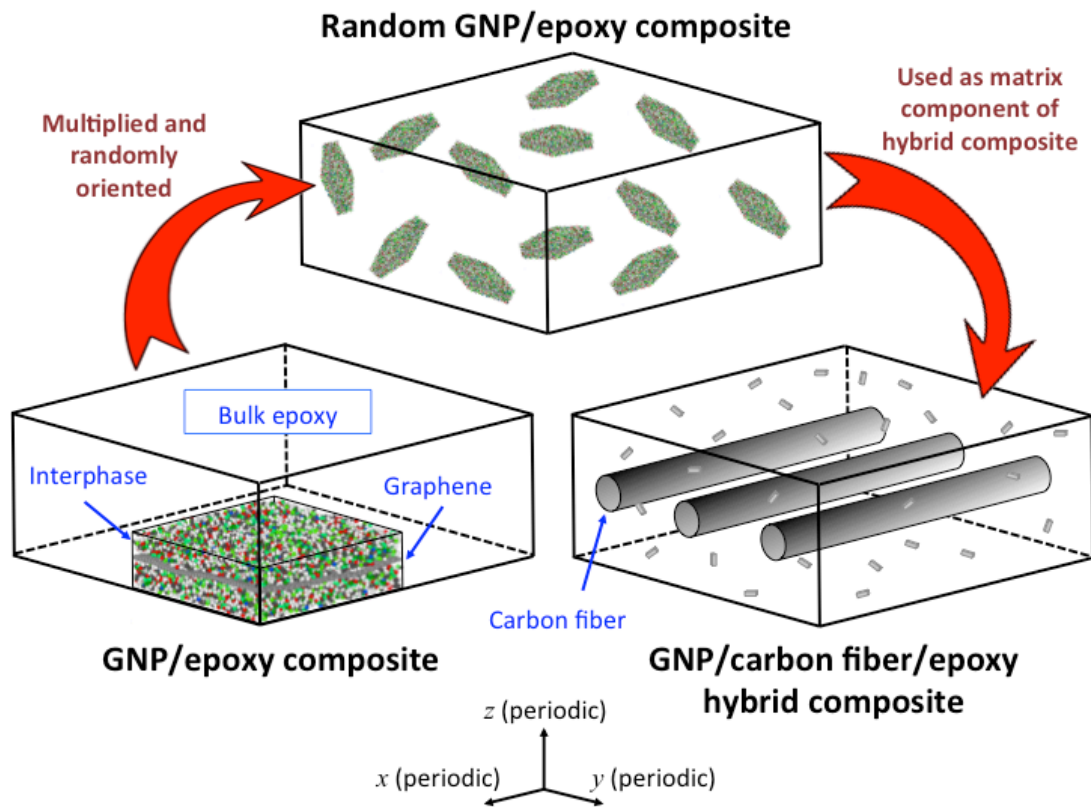 Random GNP/epoxy composite
Multiplied and
randomly
oriented
Used as matrix
component of
hybrid composite
Bulk epoxy
Interphase
Graphene
Carbon fiber
GNP/epoxy composite
GNP/carbon fiber/epoxy
hybrid composite
z (periodic)
x (periodic)
y (periodic)